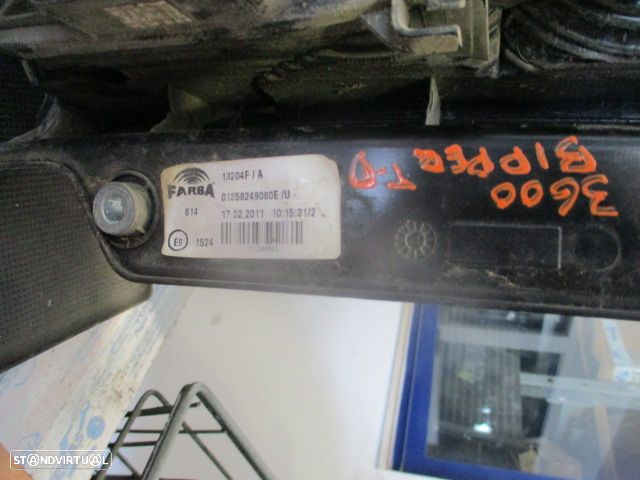 FARBA
13204F / A
01358249080E /U
614
17.02.2011 10:15:31/2
E9
1524
3600
BIPPER T-D
STANDVIRTUAL